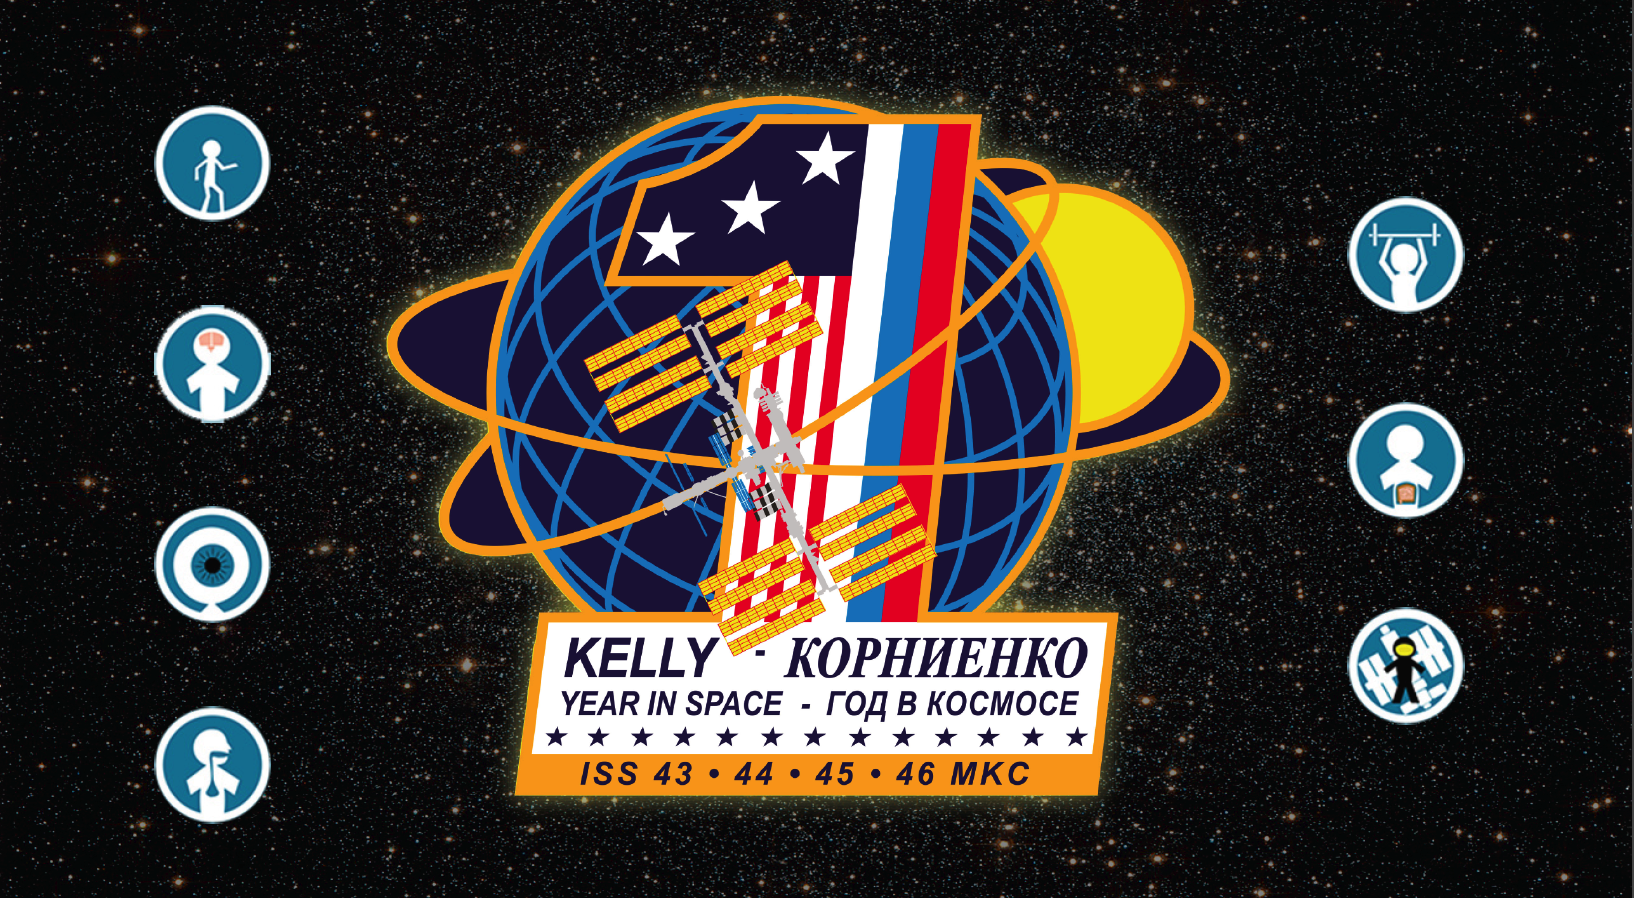 KELLY - КОРНИЕНКО
YEAR IN SPACE - ГОД В КОСМОСЕ
ISS 43 • 44 • 45 • 46 МКС